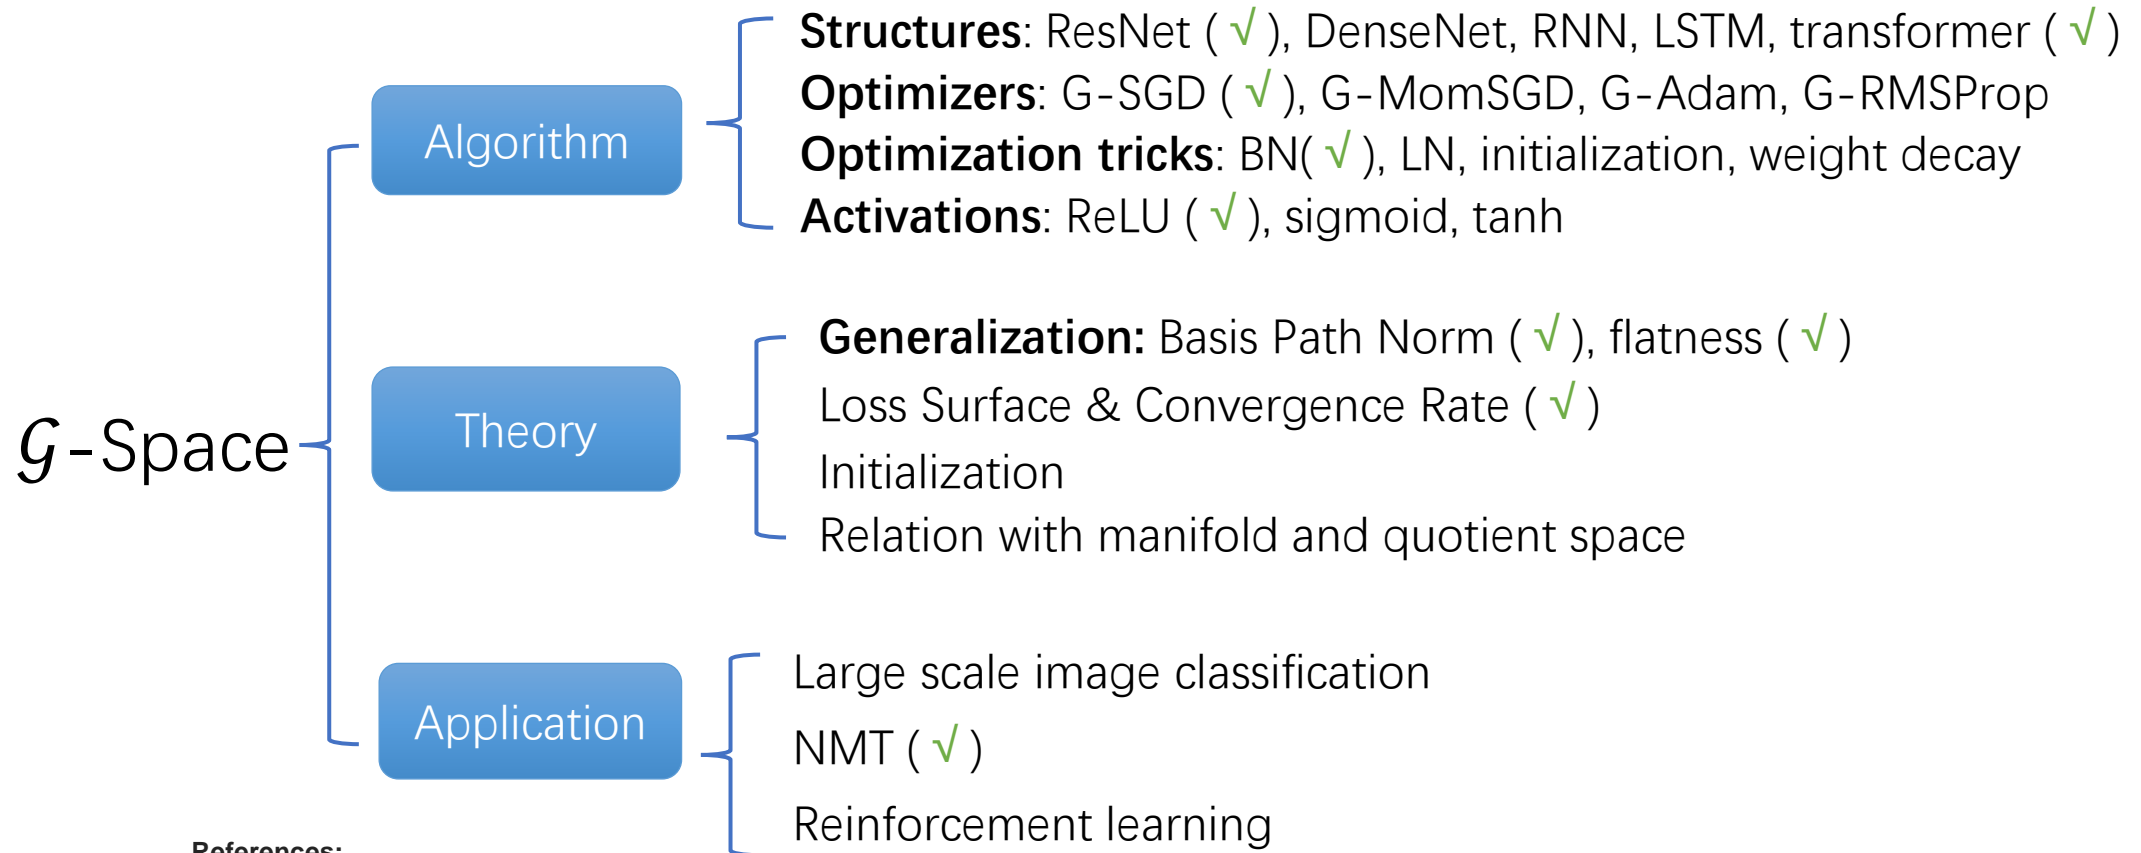 𝒢-Space
Algorithm
Structures: ResNet ( √ ), DenseNet, RNN, LSTM, transformer ( √ )
Optimizers: G-SGD ( √ ), G-MomSGD, G-Adam, G-RMSProp
Optimization tricks: BN( √ ), LN, initialization, weight decay
Activations: ReLU ( √ ), sigmoid, tanh
Theory
Generalization: Basis Path Norm ( √ ), flatness ( √ )
Loss Surface & Convergence Rate ( √ )
Initialization
Relation with manifold and quotient space
Application
Large scale image classification
NMT ( √ )
Reinforcement learning
References: